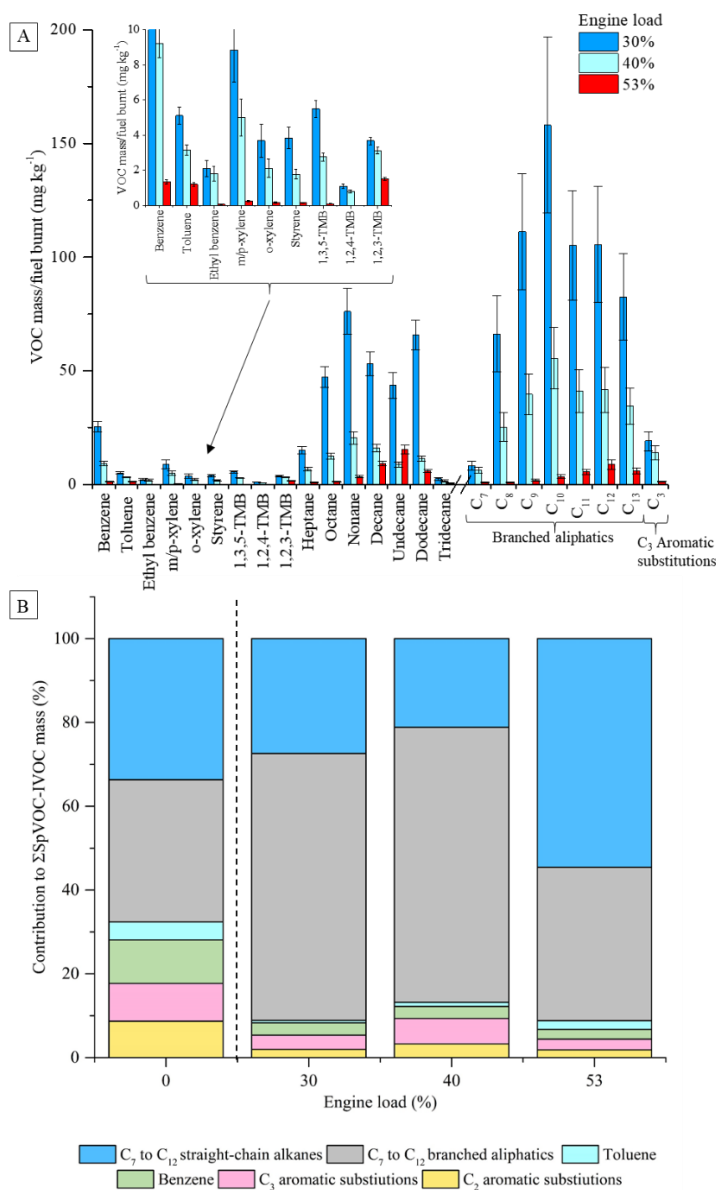 A
Engine load
30%
40%
53%
VOC mass/fuel burnt (mg kg⁻¹)
200
150
100
50
0
VOC mass/fuel burnt (mg kg⁻¹)
10
8
6
4
2
0
Benzene
Toluene
Ethyl benzene
m/p-xylene
o-xylene
Styrene
1,3,5-TMB
1,2,4-TMB
1,2,3-TMB
Benzene
Toluene
Ethyl benzene
m/p-xylene
o-xylene
Styrene
1,3,5-TMB
1,2,4-TMB
1,2,3-TMB
Heptane
Octane
Nonane
Decane
Undecane
Dodecane
Tridecane
C₇
C₈
C₉
C₁₀
C₁₁
C₁₂
C₁₃
C₃
Branched aliphatics
C₃ Aromatic
substitutions
B
Contribution to ΣSpVOC-IVOC mass (%)
100
80
60
40
20
0
0
30
40
53
Engine load (%)
C₇ to C₁₂ straight-chain alkanes
C₇ to C₁₂ branched aliphatics
Toluene
Benzene
C₃ aromatic substiutions
C₂ aromatic substiutions